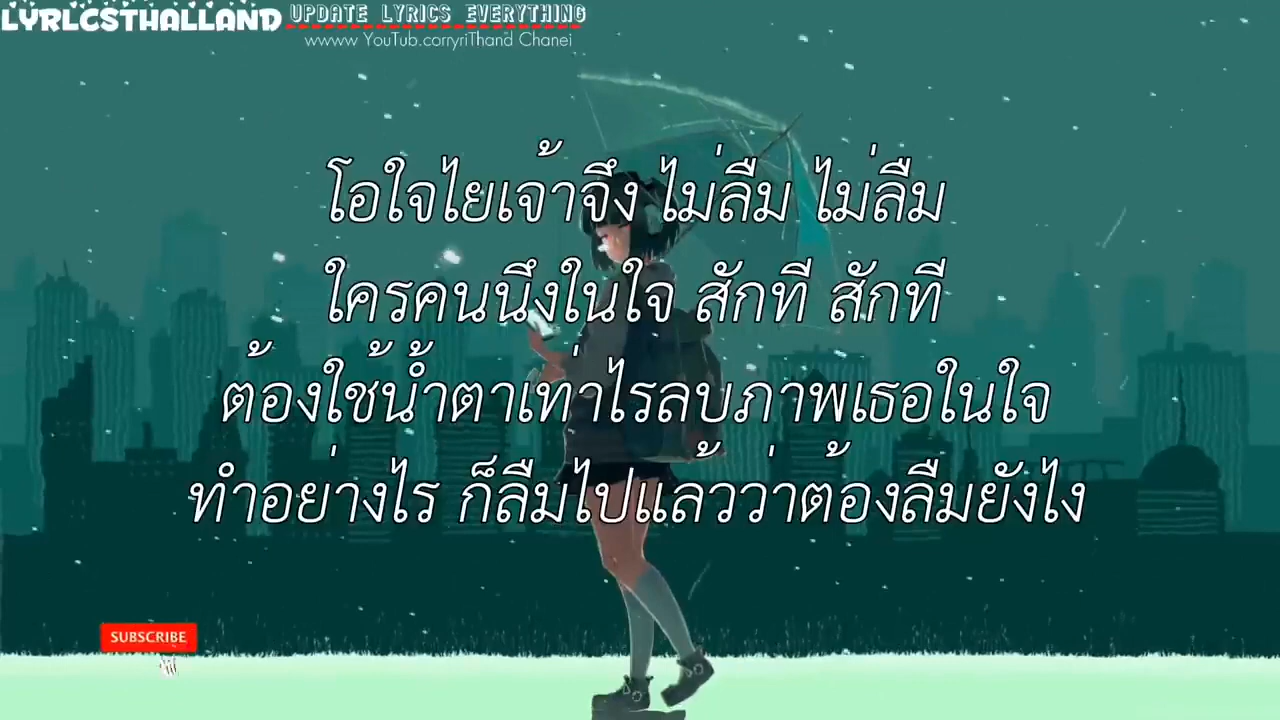 LYRLCSTHALLAND UPDATE LYRICS EVERYTHING
wwww YouTub.corryriThand Chanei
โอใจไยเจ้าจึง ไม่ลืม ไม่ลืม
ใครคนนึงในใจ สักที สักที
ต้องใช้น้ำตาเท่าไรลบภาพเธอในใจ
ทำอย่างไร ก็ลืมไปแล้วว่าต้องลืมยังไง
SUBSCRIBE